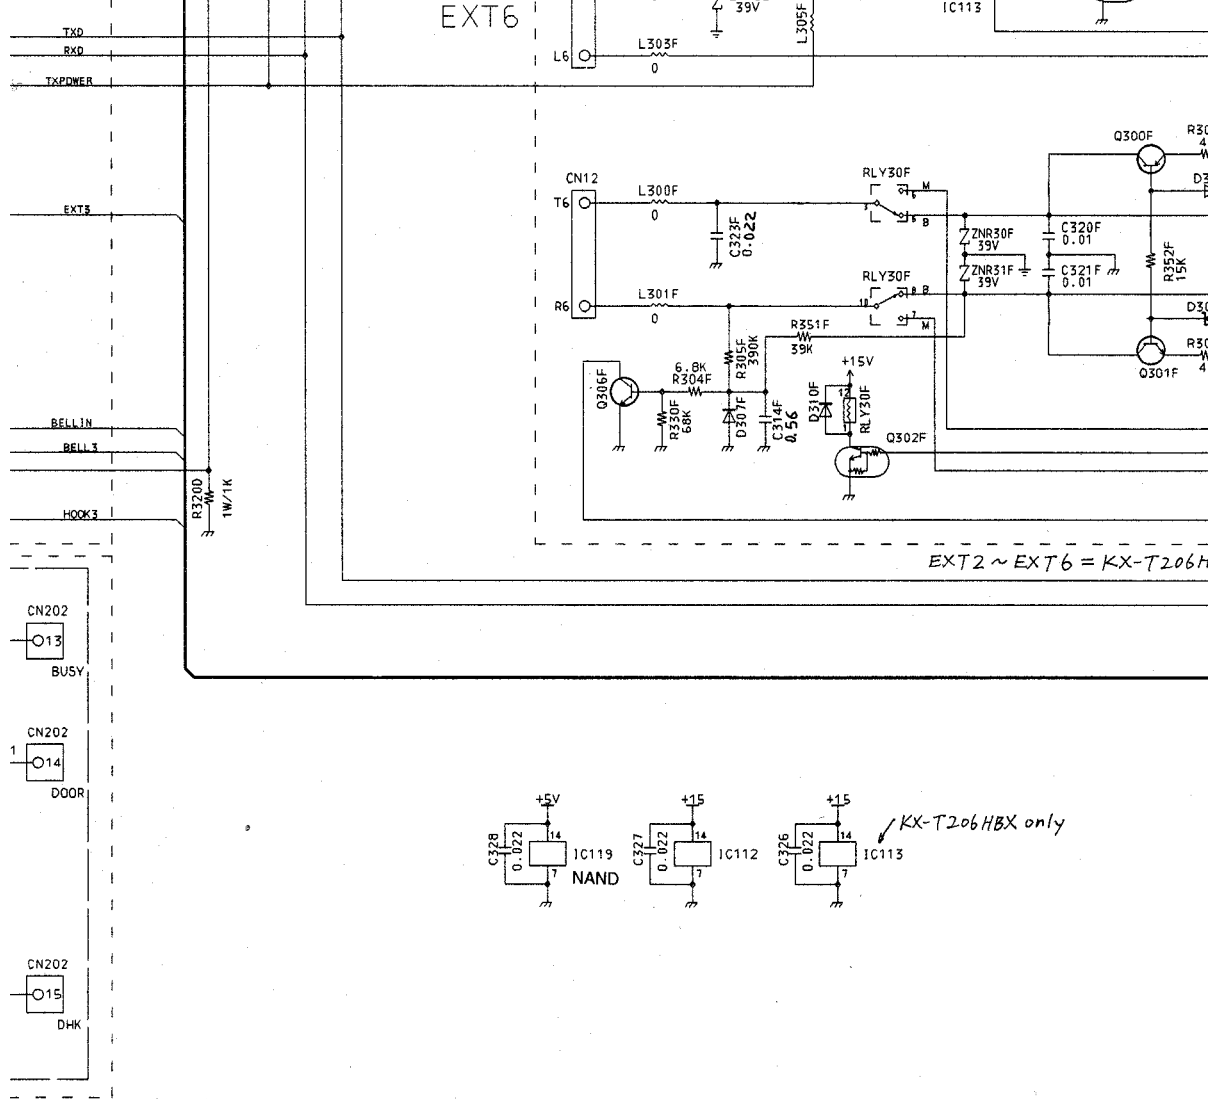 EXT6
39V
L305F
IC113
TXD
RXD
L303F
L6
0
TXPOWER
Q300F
R30
4
CN12
RLY30F
M
D3
T6
L300F
0
B
EXT3
C323F
0.022
ZNR30F
39V
C320F
0.01
R352F
15K
ZNR31F
39V
C321F
0.01
RLY30F
R6
L301F
0
10
8
B
7
M
D30
R351F
39K
R30
4
Q301F
R305F
390K
+15V
6.8K
R304F
Q306F
R330F
68K
D307F
C314F
0.56
D310F
12
RLY30F
Q302F
BELLIN
BELL3
R320D
1W/1K
HOOK3
EXT2 ~ EXT6 = KX-T206H
CN202
13
BUSY
CN202
1
14
DOOR
+5V
C328
0.022
14
IC119
7
NAND
+15
C327
0.022
14
IC112
7
+15
C326
0.022
14
IC113
7
KX-T206HBX only
CN202
15
DHK